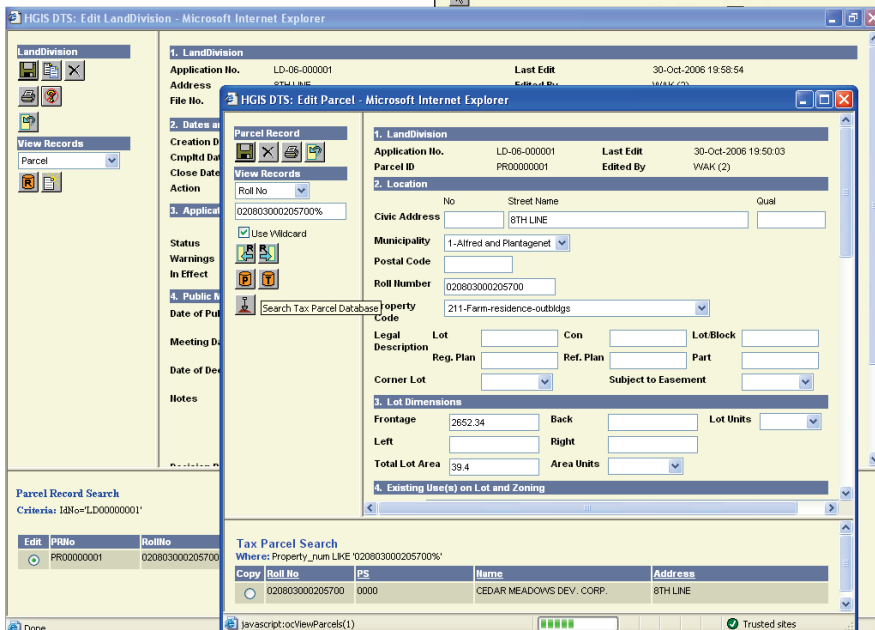 HGIS DTS: Edit LandDivision - Microsoft Internet Explorer
LandDivision
View Records
Parcel
1. LandDivision
Application No. LD-06-000001 Last Edit 30-Oct-2006 19:58:54
Address 8TH LINE Edited By WAK (2)
File No.
2. Dates
Creation
Close Date
Action
3.
Status
Warnings
In Effect
4. Public
Date of
Meeting
Date of
Notes
Parcel Record Search
Criteria: IdNo='LD00000001'
Edit PRNo RollNo
PR00000001 020803000205700
Done
HGIS DTS: Edit Parcel - Microsoft Internet Explorer
Parcel Record
View Records
Roll No
020803000205700%
Use Wildcard
R R
P T
Search Tax Parcel Database
1. LandDivision
Application No. LD-06-000001 Last Edit 30-Oct-2006 19:50:03
Parcel ID PR00000001 Edited By WAK (2)
2. Location
No Street Name Qual
Civic Address 8TH LINE
Municipality 1-Alfred and Plantagenet
Postal Code
Roll Number 020803000205700
Property Code 211-Farm-residence-outbldgs
Legal Description Lot Con Lot/Block
Reg. Plan Ref. Plan Part
Corner Lot Subject to Easement
3. Lot Dimensions
Frontage 2652.34 Back Lot Units
Left Right
Total Lot Area 39.4 Area Units
4. Existing Use(s) on Lot and Zoning
Tax Parcel Search
Where: Property_num LIKE '020803000205700%'
Copy Roll No PS Name Address
020803000205700 0000 CEDAR MEADOWS DEV. CORP. 8TH LINE
javascript:ocViewParcels(1) Trusted sites